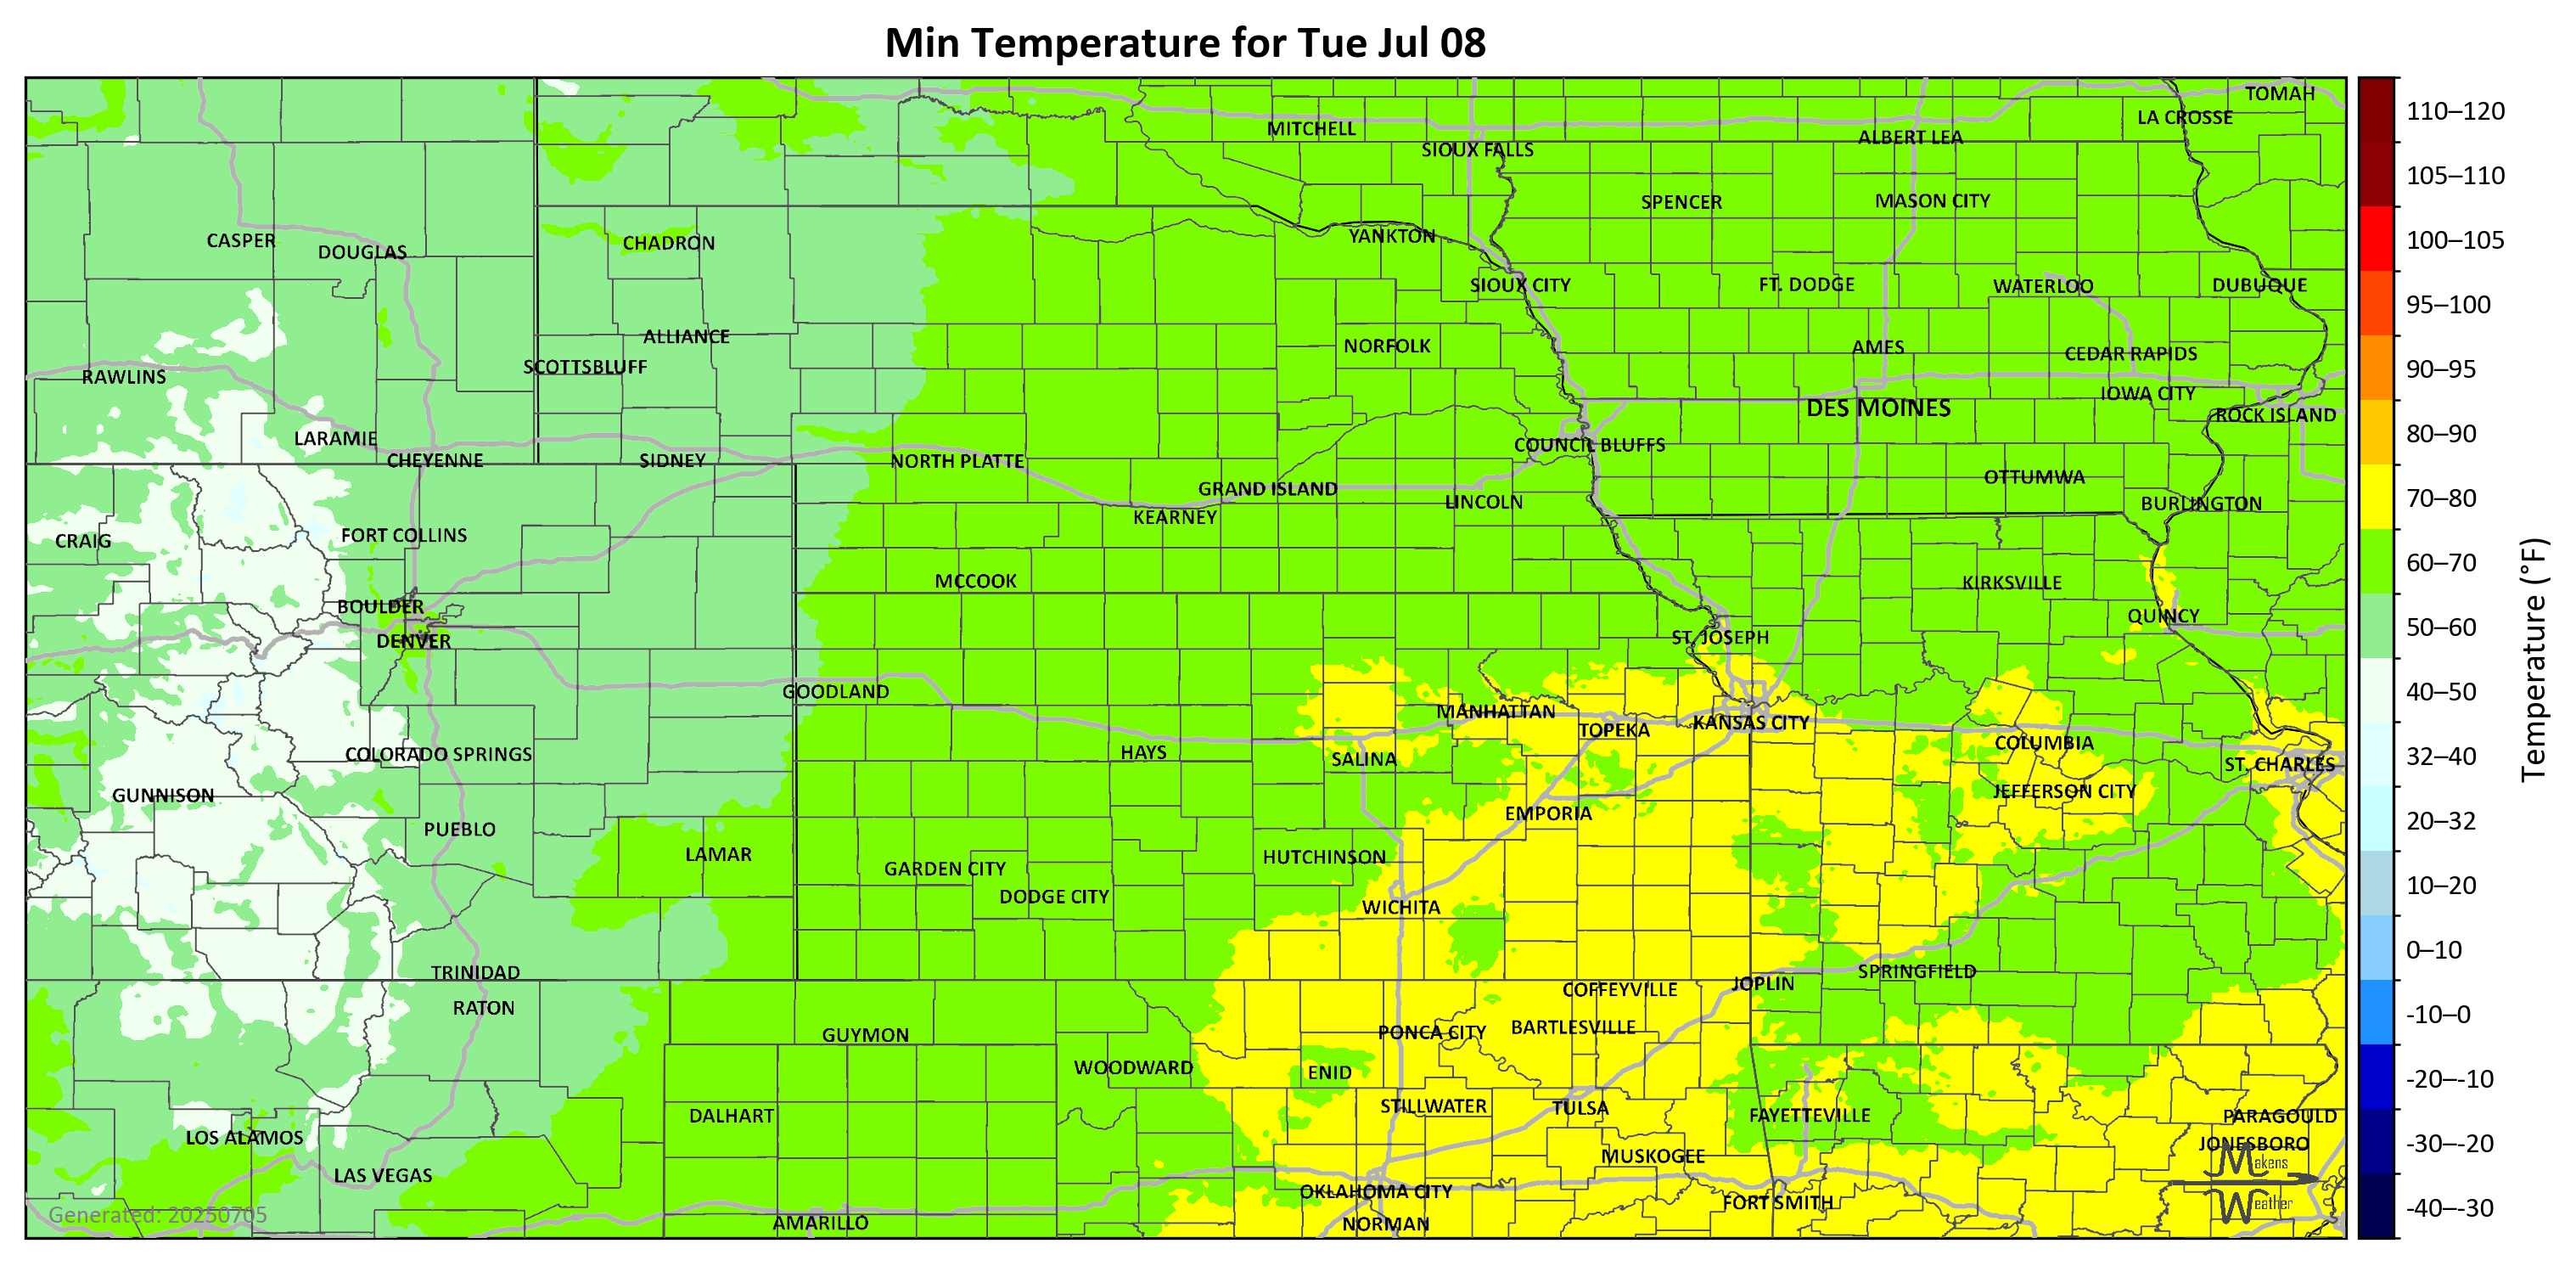 Min Temperature for Tue Jul 08
TOMAH
LA CROSSE
MITCHELL
ALBERT LEA
SIOUX FALLS
SPENCER
MASON CITY
CASPER
DOUGLAS
CHADRON
YANKTON
SIOUX CITY
FT. DODGE
WATERLOO
DUBUQUE
ALLIANCE
NORFOLK
AMES
CEDAR RAPIDS
RAWLINS
SCOTTSBLUFF
IOWA CITY
DES MOINES
ROCK ISLAND
LARAMIE
COUNCIL BLUFFS
CHEYENNE
SIDNEY
NORTH PLATTE
OTTUMWA
GRAND ISLAND
LINCOLN
BURLINGTON
KEARNEY
CRAIG
FORT COLLINS
MCCOOK
KIRKSVILLE
BOULDER
QUINCY
DENVER
ST. JOSEPH
GOODLAND
MANHATTAN
TOPEKA
KANSAS CITY
COLUMBIA
COLORADO SPRINGS
HAYS
SALINA
ST. CHARLES
GUNNISON
JEFFERSON CITY
EMPORIA
PUEBLO
LAMAR
HUTCHINSON
GARDEN CITY
DODGE CITY
WICHITA
TRINIDAD
SPRINGFIELD
JOPLIN
COFFEYVILLE
RATON
GUYMON
PONCA CITY
BARTLESVILLE
WOODWARD
ENID
DALHART
STILLWATER
TULSA
FAYETTEVILLE
PARAGOULD
LOS ALAMOS
JONESBORO
MUSKOGEE
LAS VEGAS
OKLAHOMA CITY
FORT SMITH
AMARILLO
NORMAN
Makens
Weather
Generated: 20250705
110–120
105–110
100–105
95–100
90–95
80–90
70–80
60–70
50–60
40–50
32–40
20–32
10–20
0–10
-10–0
-20–-10
-30–-20
-40–-30
Temperature (°F)